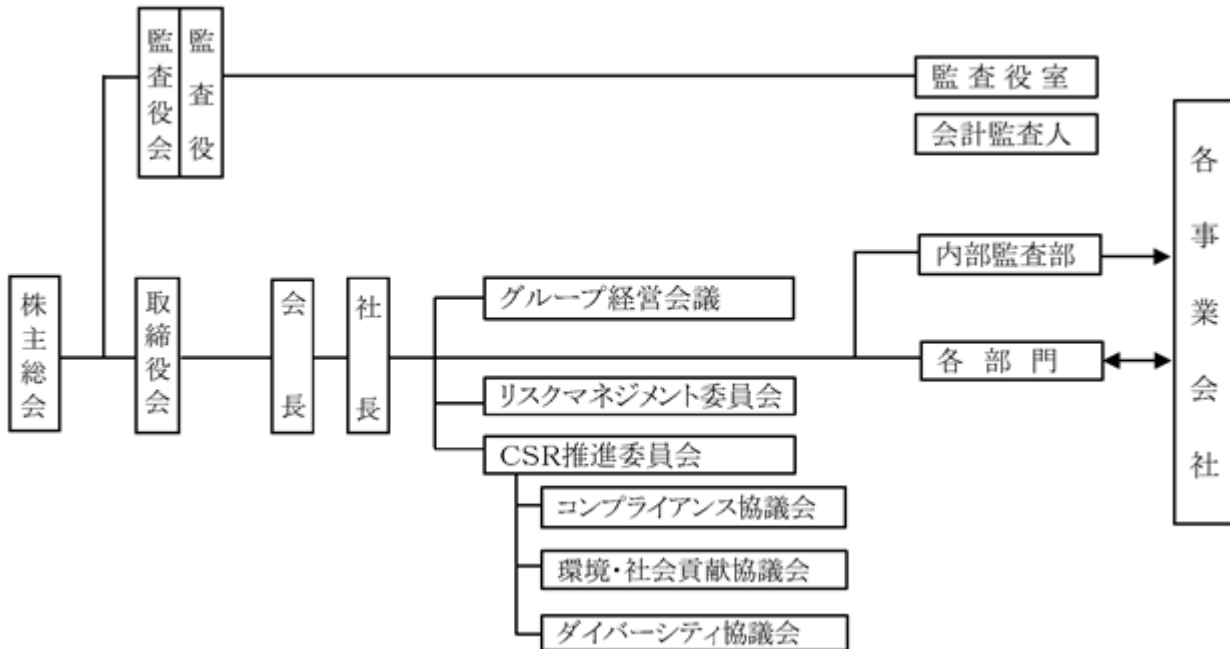 監査役会
監査役
監査役室
会計監査人
各事業会社
内部監査部
株主総会
取締役会
会長
社長
グループ経営会議
各部門
リスクマネジメント委員会
CSR推進委員会
コンプライアンス協議会
環境・社会貢献協議会
ダイバーシティ協議会